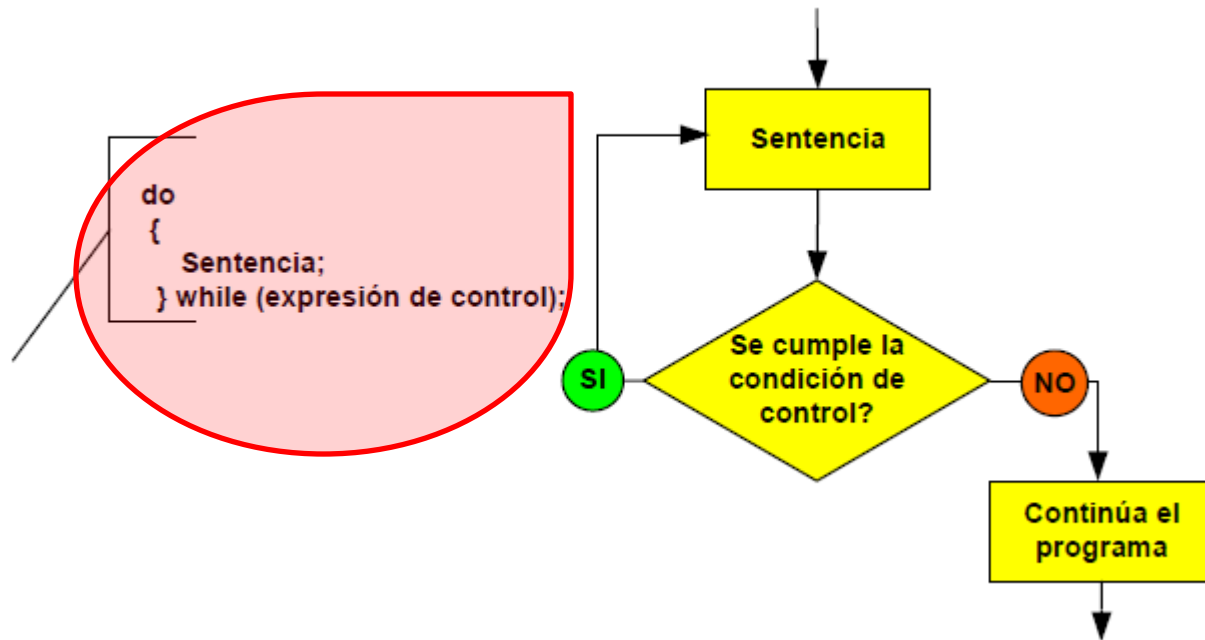 do
{
Sentencia;
} while (expresión de control);
Sentencia
Se cumple la
condición de
control?
SI
NO
Continúa el
programa